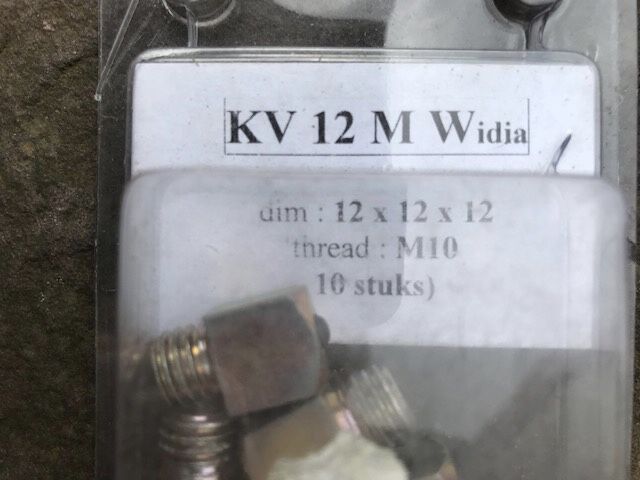 KV 12 M Widia
dim : 12 x 12 x 12
thread : M10
10 stuks)